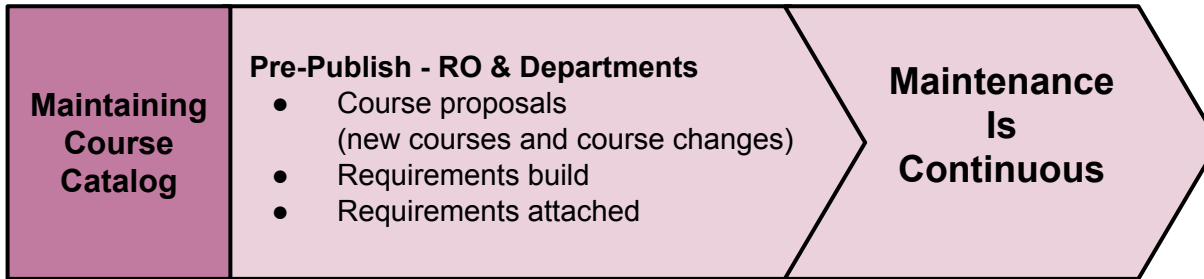 Maintaining
Course
Catalog
Pre-Publish - RO & Departments
● Course proposals
(new courses and course changes)
● Requirements build
● Requirements attached
Maintenance
Is
Continuous